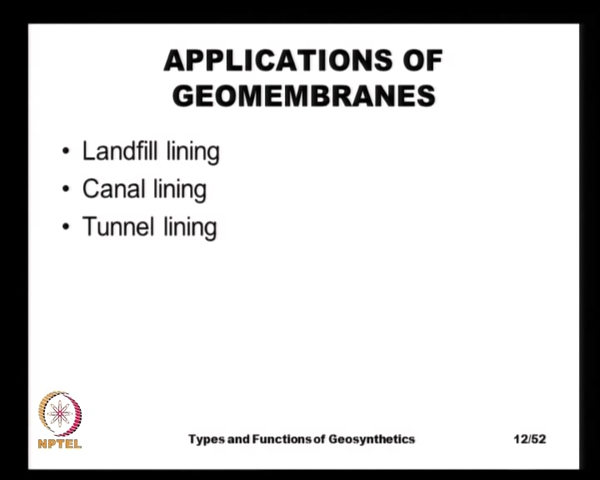 APPLICATIONS OF
GEOMEMBRANES
• Landfill lining
• Canal lining
• Tunnel lining
NPTEL
Types and Functions of Geosynthetics
12/52